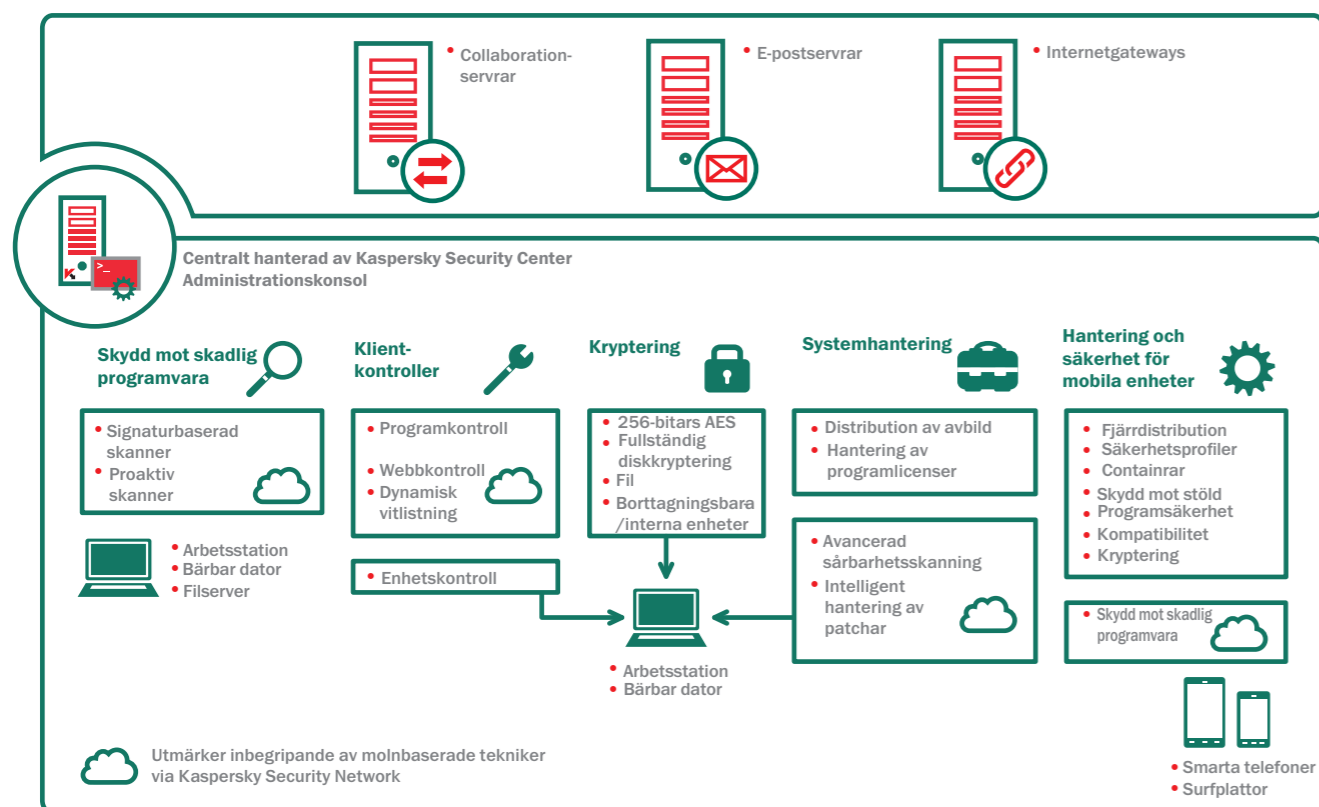 • Collaboration-
servrar
• E-postservrar
• Internetgateways
>_
Centralt hanterad av Kaspersky Security Center
Administrationskonsol
Skydd mot skadlig
programvara
• Signaturbaserad
skanner
• Proaktiv
skanner
• Arbetsstation
• Bärbar dator
• Filserver
Klient-
kontroller
• Programkontroll
• Webbkontroll
• Dynamisk
vitlistning
• Enhetskontroll
Kryptering
• 256-bitars AES
• Fullständig
diskkryptering
• Fil
• Borttagningsbara
/interna enheter
• Arbetsstation
• Bärbar dator
Systemhantering
• Distribution av avbild
• Hantering av
programlicenser
• Avancerad
sårbarhetsskanning
• Intelligent
hantering av
patchar
Hantering och
säkerhet för
mobila enheter
• Fjärrdistribution
• Säkerhetsprofiler
• Containrar
• Skydd mot stöld
• Programsäkerhet
• Kompatibilitet
• Kryptering
• Skydd mot skadlig
programvara
• Smarta telefoner
• Surfplattor
Utmärker inbegripande av molnbaserade tekniker
via Kaspersky Security Network